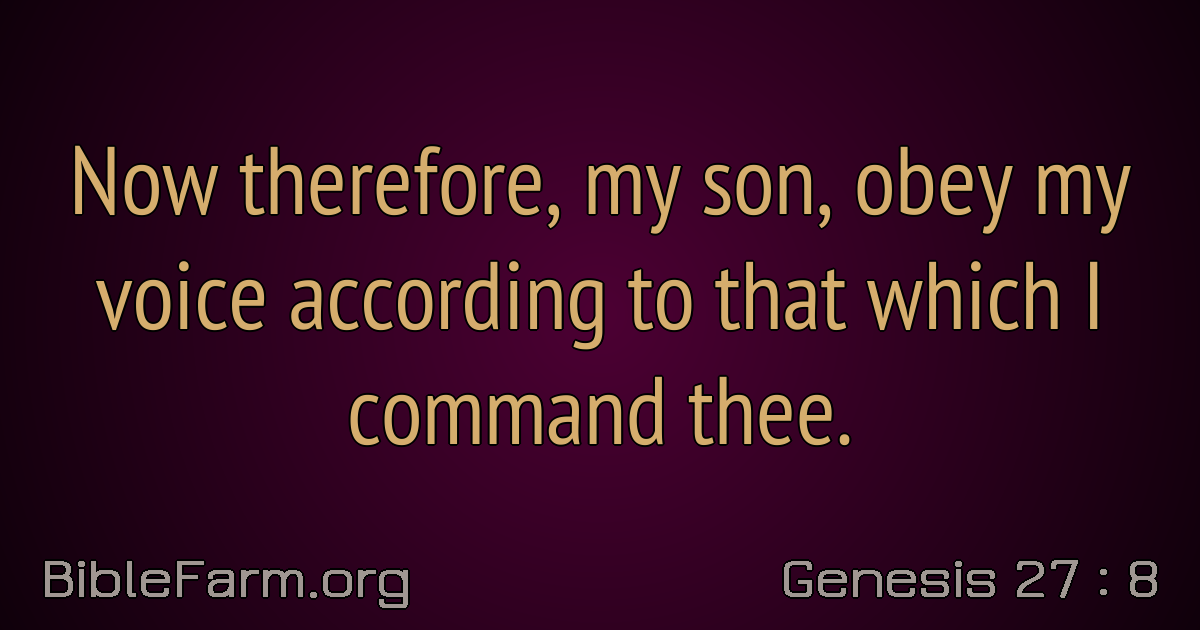 Now therefore, my son, obey my
voice according to that which I
command thee.
BibleFarm.org
Genesis 27 : 8